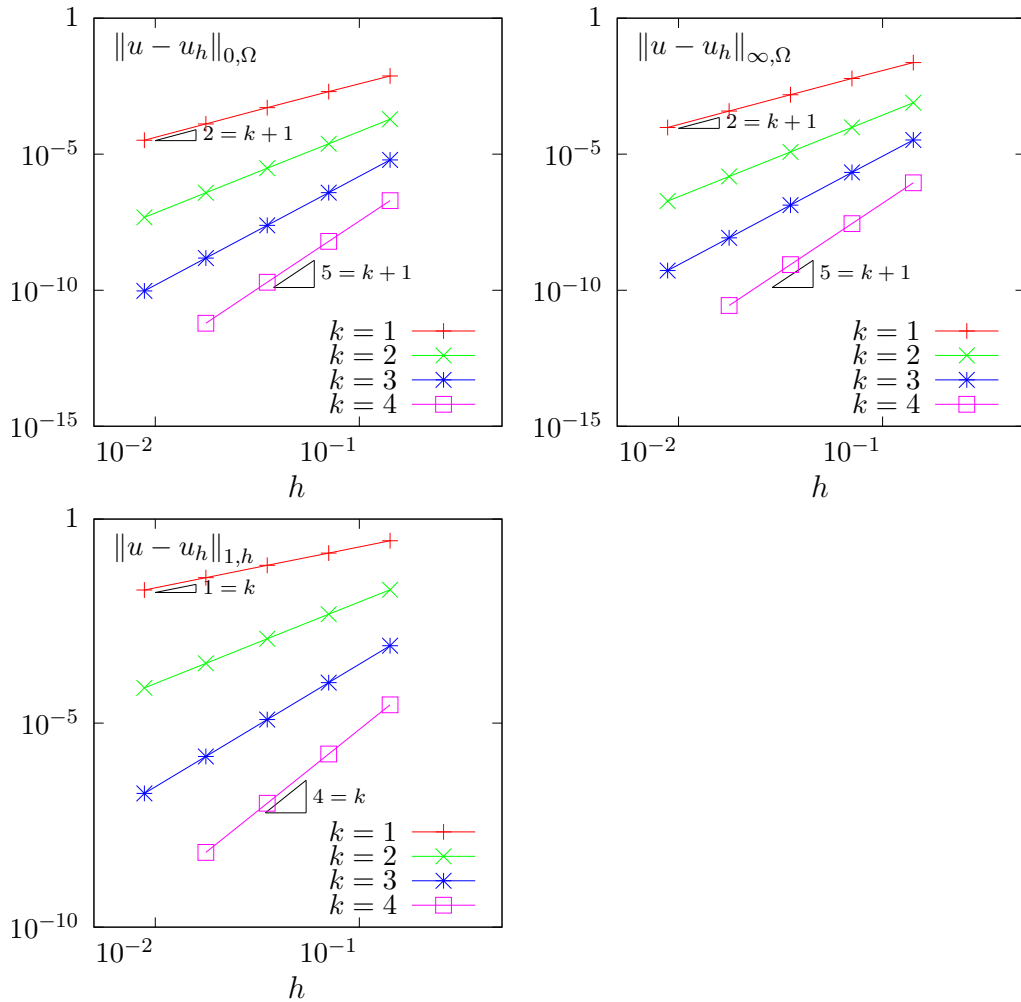 1
‖u − u_h‖_{0,Ω}
2 = k + 1
10^{-5}
10^{-10}
5 = k + 1
k = 1
k = 2
k = 3
k = 4
10^{-15}
10^{-2}
10^{-1}
h
1
‖u − u_h‖_{∞,Ω}
2 = k + 1
10^{-5}
10^{-10}
5 = k + 1
k = 1
k = 2
k = 3
k = 4
10^{-15}
10^{-2}
10^{-1}
h
1
‖u − u_h‖_{1,h}
1 = k
10^{-5}
4 = k
k = 1
k = 2
k = 3
k = 4
10^{-10}
10^{-2}
10^{-1}
h